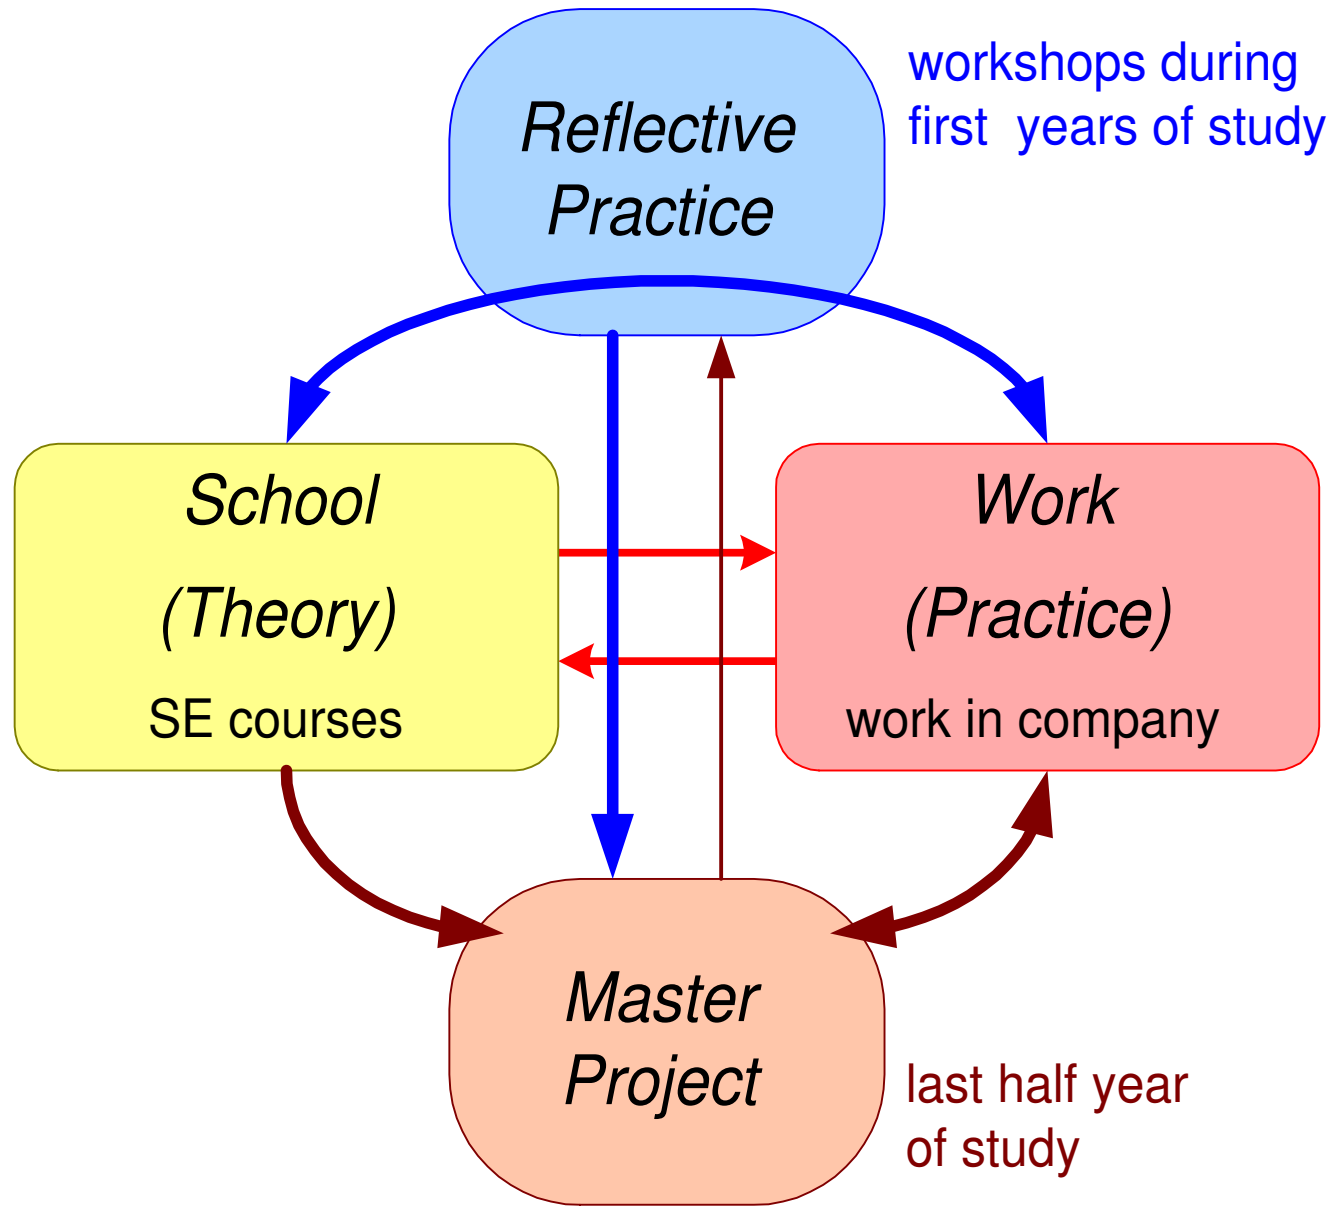 Reflective
Practice
workshops during
first years of study
School
(Theory)
SE courses
Work
(Practice)
work in company
Master
Project
last half year
of study